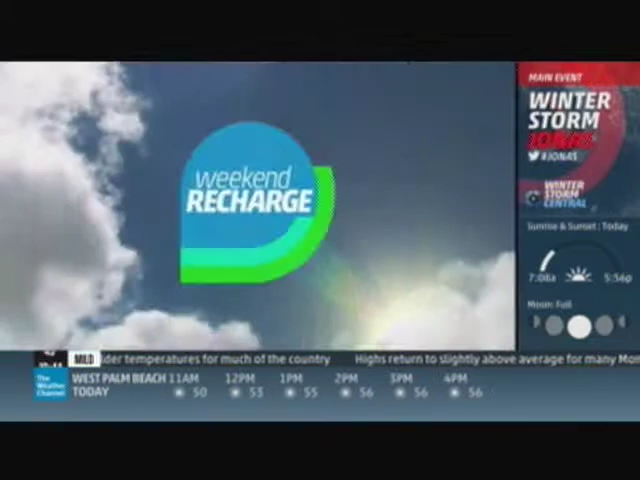 weekend
RECHARGE
MAIN EVENT
WINTER
STORM
JONAS
#JONAS
WINTER
STORM
CENTRAL
Sunrise & Sunset : Today
7:08a 5:56p
Moon: Full
MILD der temperatures for much of the country Highs return to slightly above average for many Mon
The
Weather
Channel
WEST PALM BEACH 11AM 12PM 1PM 2PM 3PM 4PM
TODAY 50 53 55 56 56 56